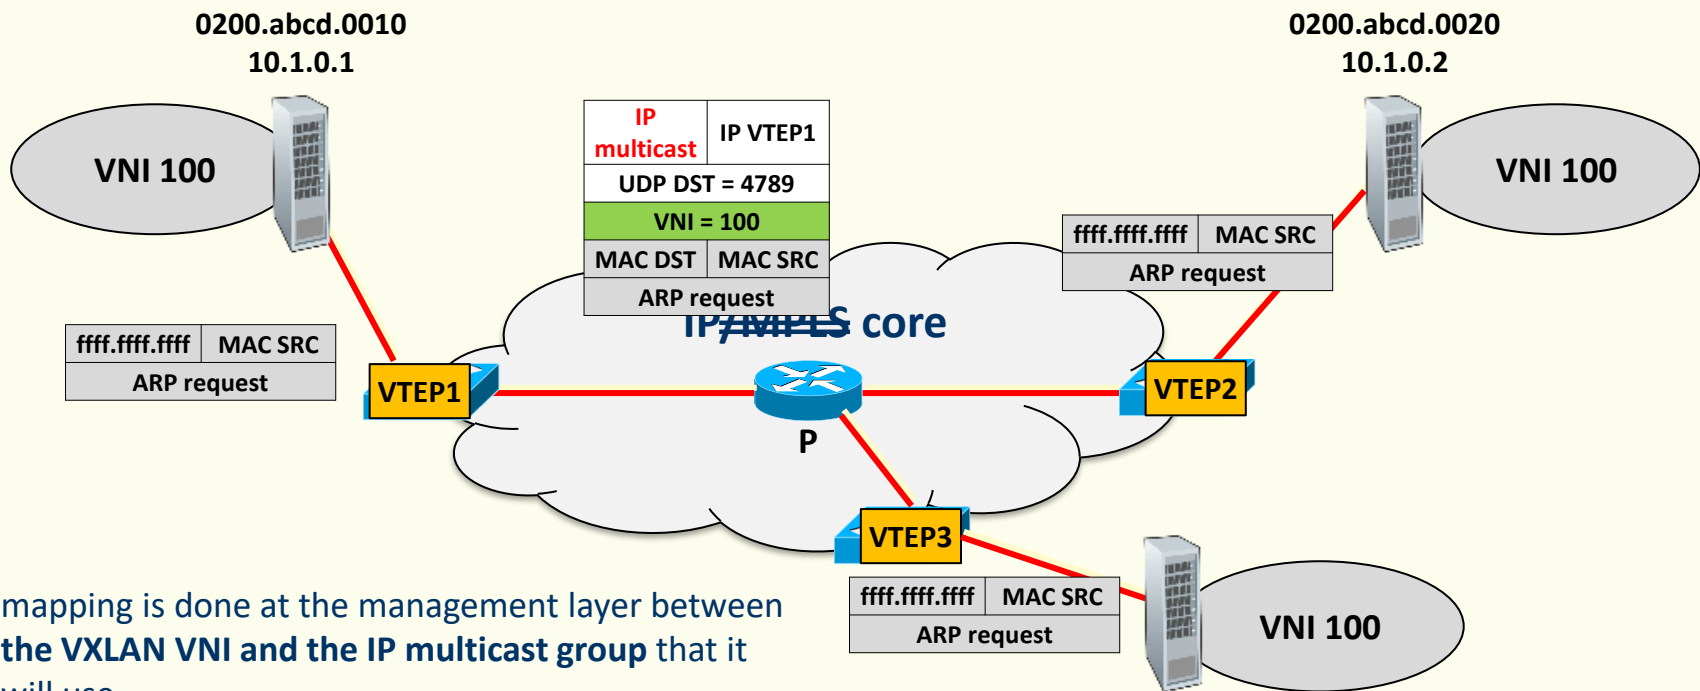 0200.abcd.0010
10.1.0.1
0200.abcd.0020
10.1.0.2
VNI 100
IP multicast
IP VTEP1
UDP DST = 4789
VNI = 100
MAC DST MAC SRC
ARP request
VNI 100
ffff.ffff.ffff MAC SRC
ARP request
IP/MPLS core
ffff.ffff.ffff MAC SRC
ARP request
VTEP1
VTEP2
P
VTEP3
ffff.ffff.ffff MAC SRC
ARP request
VNI 100
mapping is done at the management layer between
the VXLAN VNI and the IP multicast group that it
will use